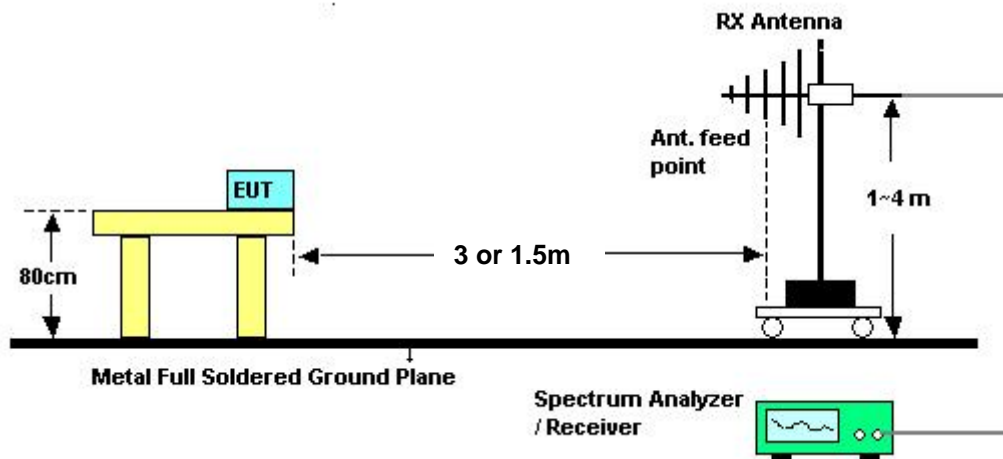 RX Antenna
Ant. feed
point
EUT
1~4 m
3 or 1.5m
80cm
Metal Full Soldered Ground Plane
Spectrum Analyzer
/ Receiver